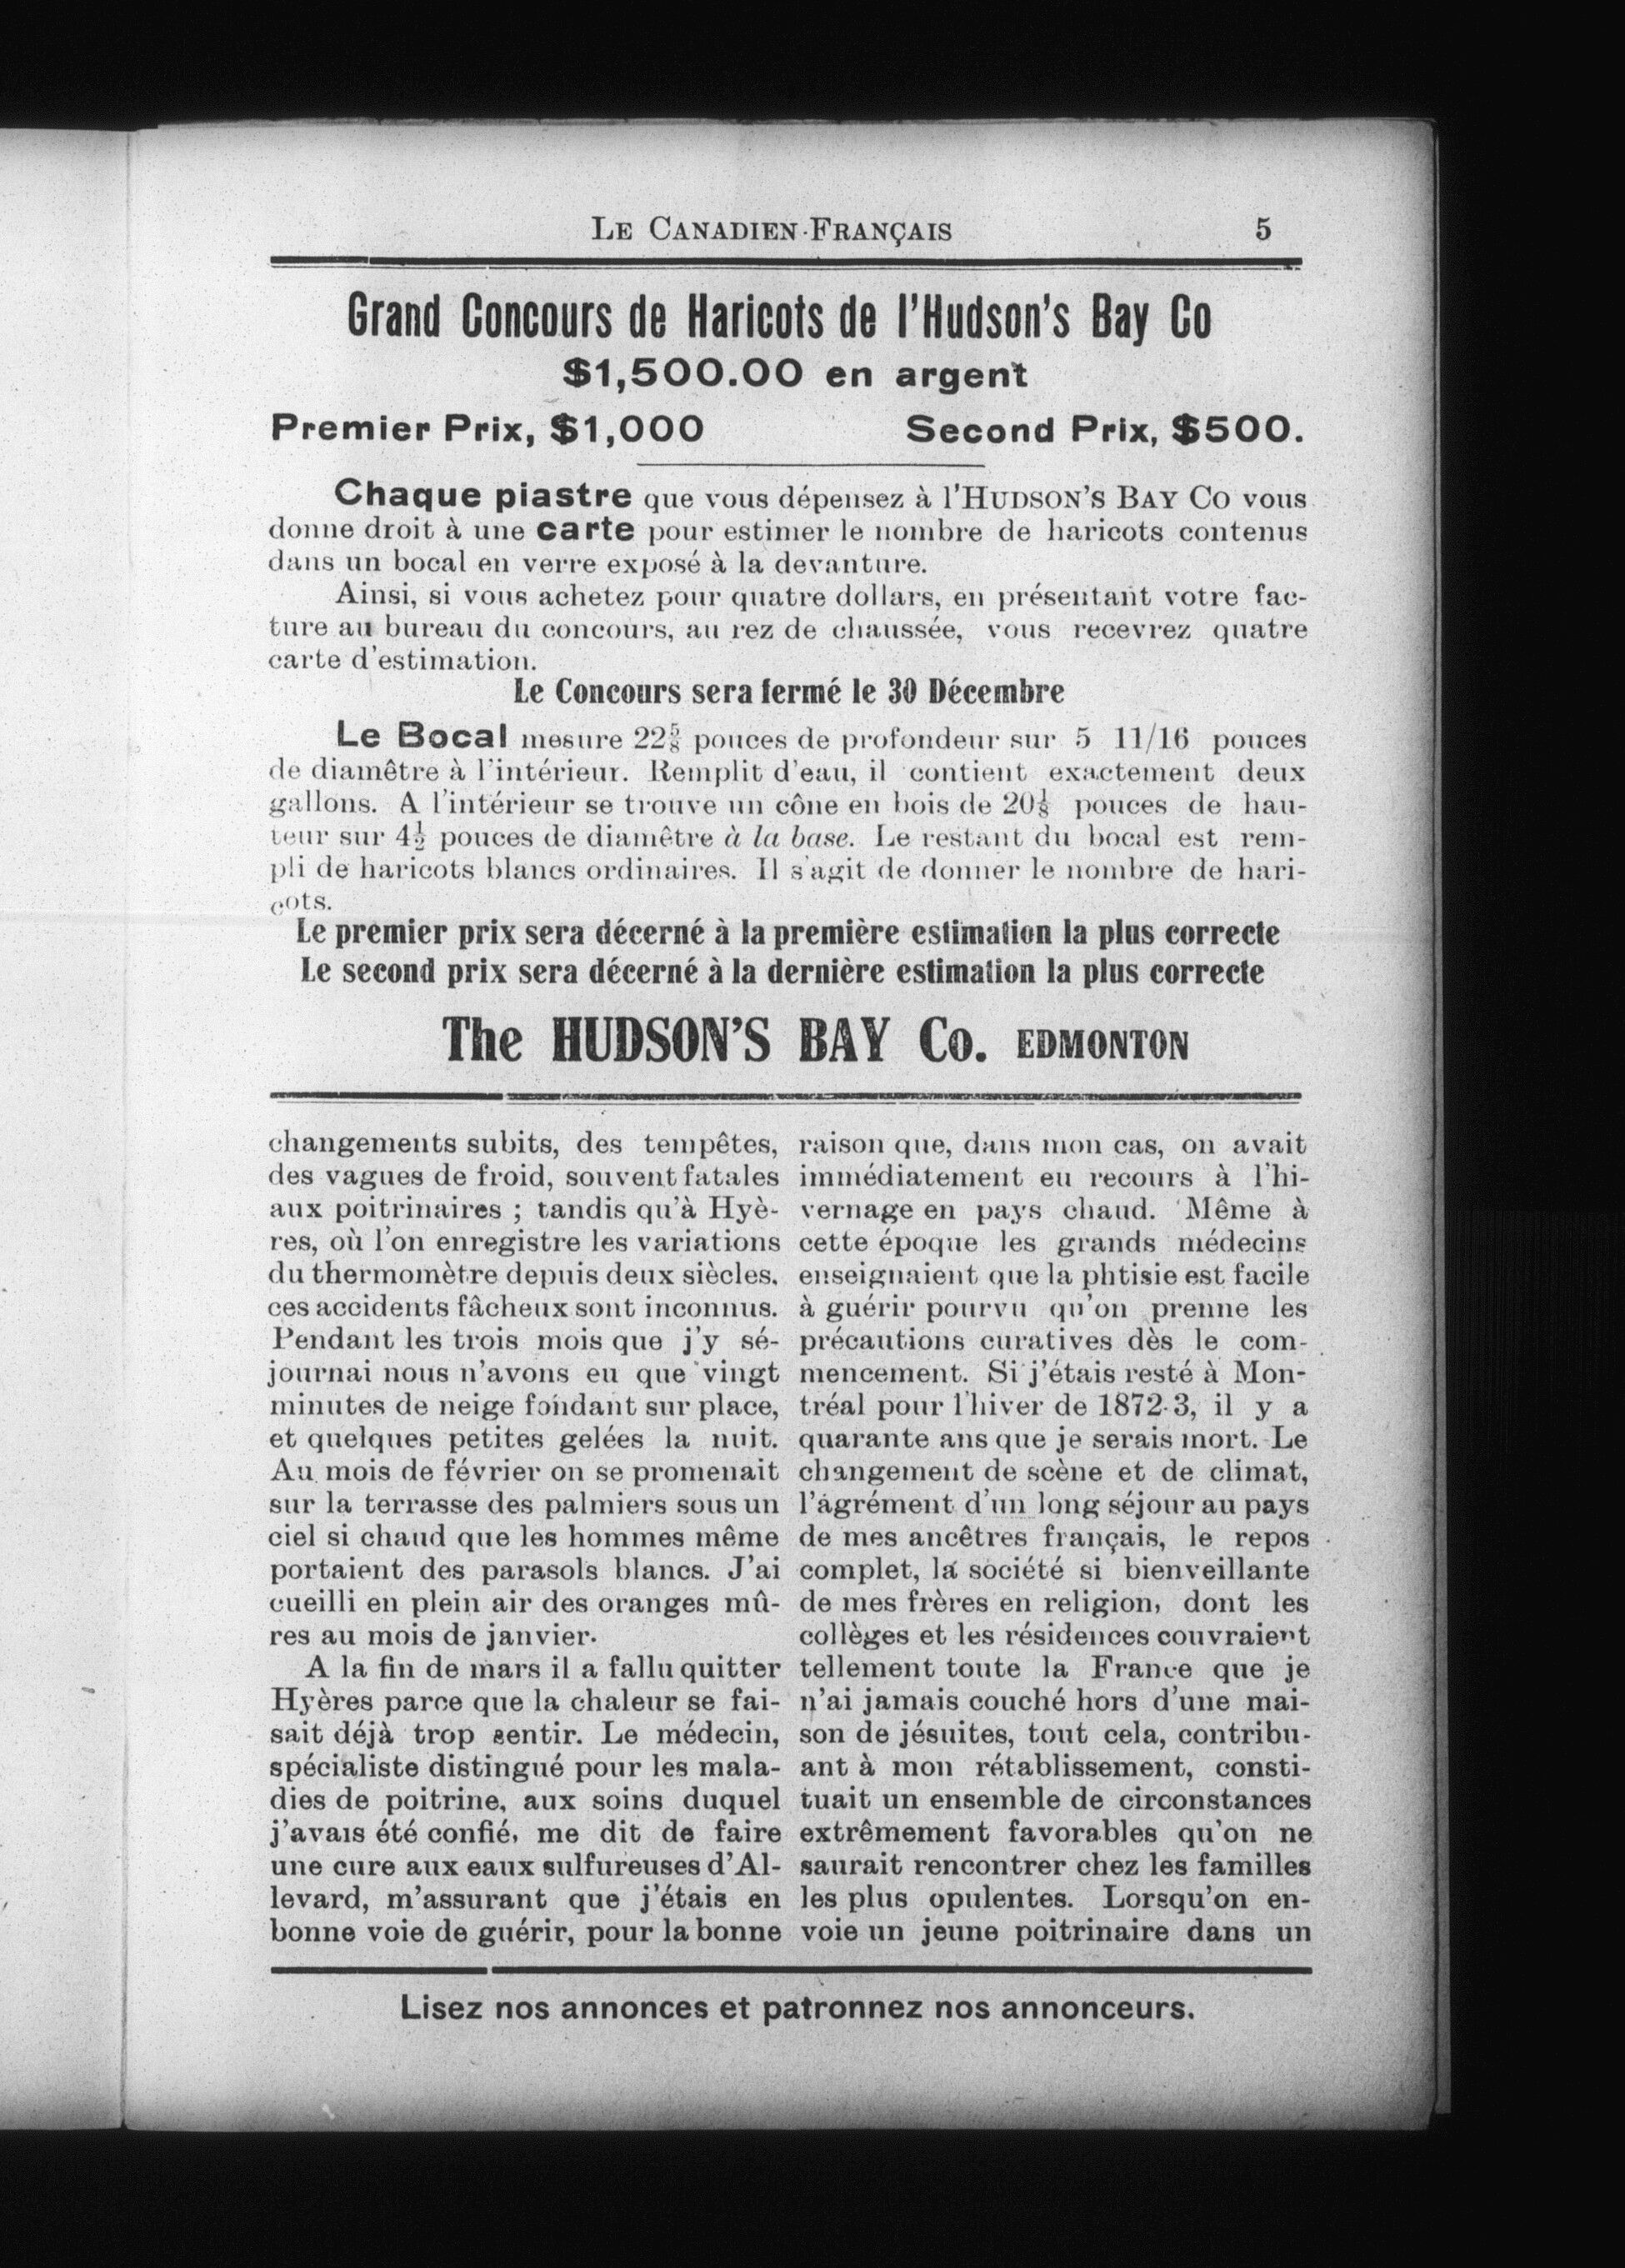 LE CANADIEN-FRANÇAIS 5
Grand Concours de Haricots de l'Hudson's Bay Co
$1,500.00 en argent
Premier Prix, $1,000 Second Prix, $500.
Chaque piastre que vous dépensez à l'HUDSON'S BAY CO vous
donne droit à une carte pour estimer le nombre de haricots contenus
dans un bocal en verre exposé à la devanture.
Ainsi, si vous achetez pour quatre dollars, en présentant votre fac-
ture au bureau du concours, au rez de chaussée, vous recevrez quatre
carte d'estimation.
Le Concours sera fermé le 30 Décembre
Le Bocal mesure 22⅝ pouces de profondeur sur 5 11/16 pouces
de diamêtre à l'intérieur. Remplit d'eau, il contient exactement deux
gallons. A l'intérieur se trouve un cône en bois de 20⅛ pouces de hau-
teur sur 4½ pouces de diamêtre à la base. Le restant du bocal est rem-
pli de haricots blancs ordinaires. Il s'agit de donner le nombre de hari-
cots.
Le premier prix sera décerné à la première estimation la plus correcte
Le second prix sera décerné à la dernière estimation la plus correcte
The HUDSON'S BAY Co. EDMONTON
changements subits, des tempêtes,
des vagues de froid, souvent fatales
aux poitrinaires ; tandis qu'à Hyè-
res, où l'on enregistre les variations
du thermomètre depuis deux siècles,
ces accidents fâcheux sont inconnus.
Pendant les trois mois que j'y sé-
journai nous n'avons eu que vingt
minutes de neige fondant sur place,
et quelques petites gelées la nuit.
Au mois de février on se promenait
sur la terrasse des palmiers sous un
ciel si chaud que les hommes même
portaient des parasols blancs. J'ai
cueilli en plein air des oranges mû-
res au mois de janvier.
A la fin de mars il a fallu quitter
Hyères parce que la chaleur se fai-
sait déjà trop sentir. Le médecin,
spécialiste distingué pour les mala-
dies de poitrine, aux soins duquel
j'avais été confié, me dit de faire
une cure aux eaux sulfureuses d'Al-
levard, m'assurant que j'étais en
bonne voie de guérir, pour la bonne
raison que, dans mon cas, on avait
immédiatement eu recours à l'hi-
vernage en pays chaud. Même à
cette époque les grands médecins
enseignaient que la phtisie est facile
à guérir pourvu qu'on prenne les
précautions curatives dès le com-
mencement. Si j'étais resté à Mon-
tréal pour l'hiver de 1872-3, il y a
quarante ans que je serais mort. Le
changement de scène et de climat,
l'agrément d'un long séjour au pays
de mes ancêtres français, le repos
complet, la société si bienveillante
de mes frères en religion, dont les
collèges et les résidences couvraient
tellement toute la France que je
n'ai jamais couché hors d'une mai-
son de jésuites, tout cela, contribu-
ant à mon rétablissement, consti-
tuait un ensemble de circonstances
extrêmement favorables qu'on ne
saurait rencontrer chez les familles
les plus opulentes. Lorsqu'on en-
voie un jeune poitrinaire dans un
Lisez nos annonces et patronnez nos annonceurs.